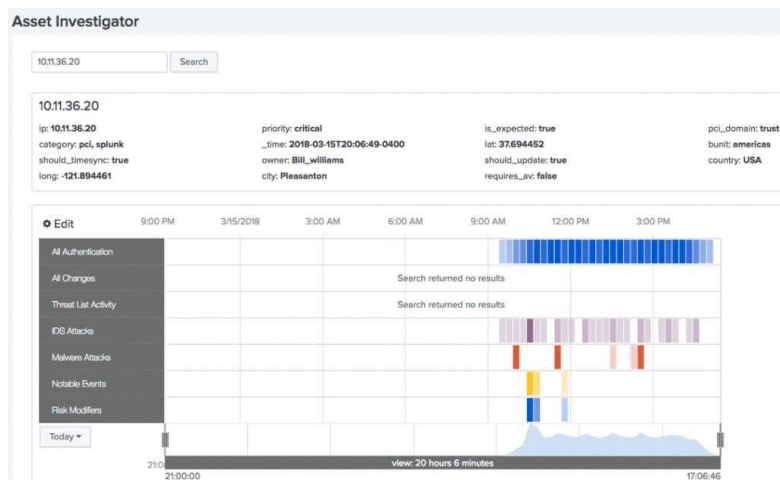 Asset Investigator
10.11.36.20 Search
10.11.36.20
ip: 10.11.36.20 priority: critical is_expected: true pci_domain: trust
category: pci, splunk _time: 2018-03-15T20:06:49-0400 lat: 37.694452 bunit: americas
should_timesync: true owner: Bill_williams should_update: true country: USA
long: -121.894461 city: Pleasanton requires_av: false
Edit 9:00 PM 3/15/2018 3:00 AM 6:00 AM 9:00 AM 12:00 PM 3:00 PM
All Authentication
All Changes Search returned no results
Threat List Activity Search returned no results
IDS Attacks
Malware Attacks
Notable Events
Risk Modifiers
Today
21:0 view: 20 hours 6 minutes
21:00:00 17:06:46